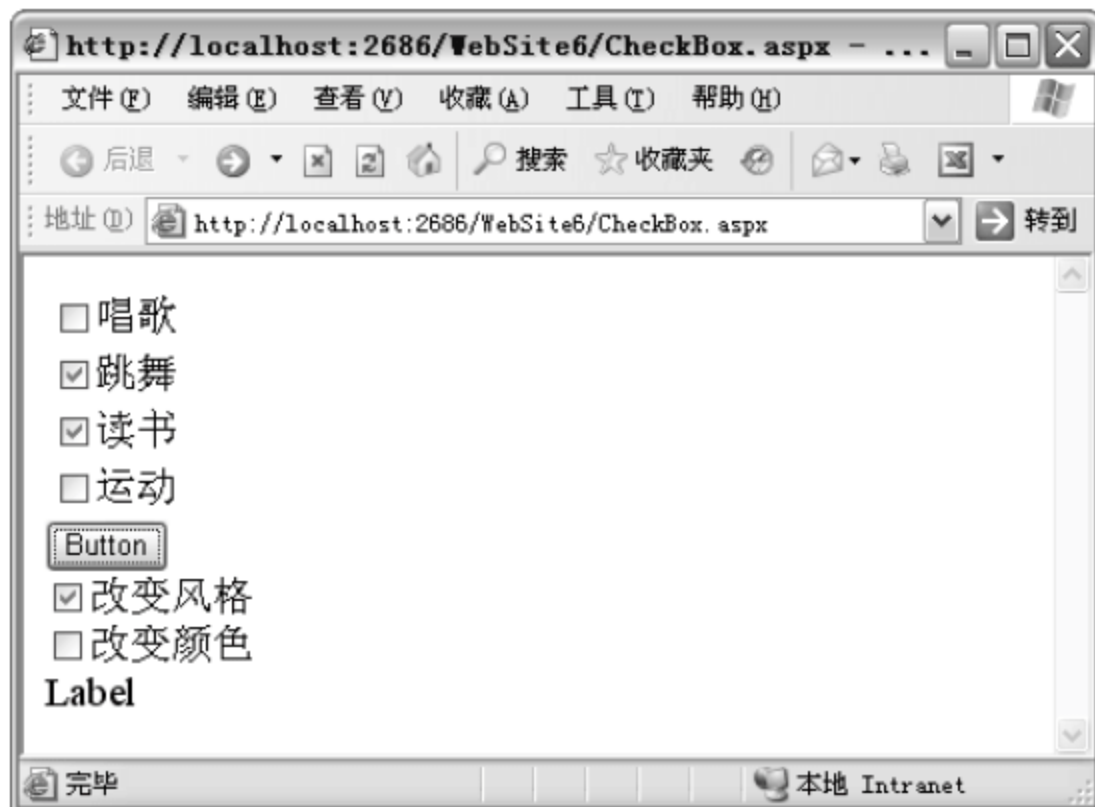 http://localhost:2686/WebSite6/CheckBox.aspx - ...
文件(F) 编辑(E) 查看(V) 收藏(A) 工具(T) 帮助(H)
后退 搜索 收藏夹
地址(D) http://localhost:2686/WebSite6/CheckBox.aspx 转到
唱歌
跳舞
读书
运动
Button
改变风格
改变颜色
Label
完毕 本地 Intranet